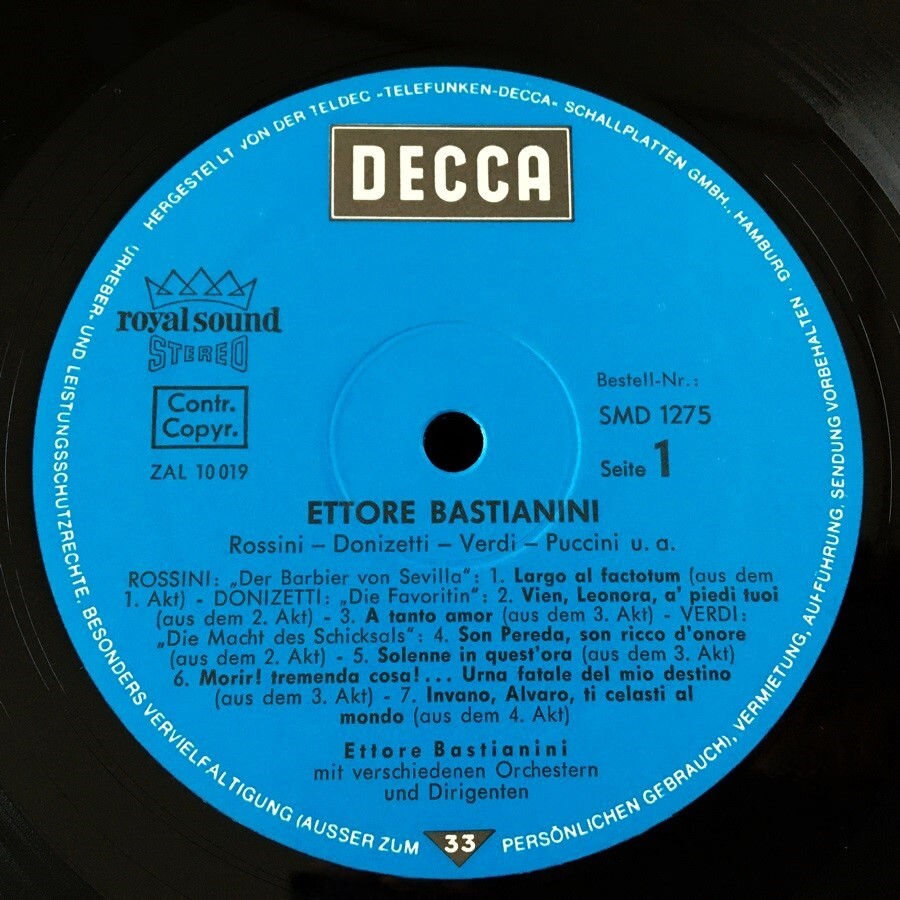 HERGESTELLT VON DER TELDEC »TELEFUNKEN-DECCA« SCHALLPLATTEN GMBH., HAMBURG · URHEBER- UND LEISTUNGSSCHUTZRECHTE, BESONDERS VERVIELFÄLTIGUNG (AUSSER ZUM PERSÖNLICHEN GEBRAUCH), VERMIETUNG, AUFFÜHRUNG, SENDUNG VORBEHALTEN ·
DECCA
royal sound
STEREO
Contr.
Copyr.
ZAL 10 019
Bestell-Nr.:
SMD 1275
Seite 1
ETTORE BASTIANINI
Rossini – Donizetti – Verdi – Puccini u. a.
ROSSINI: „Der Barbier von Sevilla“: 1. Largo al factotum (aus dem
1. Akt) - DONIZETTI: „Die Favoritin“: 2. Vien, Leonora, a' piedi tuoi
(aus dem 2. Akt) - 3. A tanto amor (aus dem 3. Akt) - VERDI:
„Die Macht des Schicksals“: 4. Son Pereda, son ricco d'onore
(aus dem 2. Akt) - 5. Solenne in quest'ora (aus dem 3. Akt)
6. Morir! tremenda cosa!... Urna fatale del mio destino
(aus dem 3. Akt) - 7. Invano, Alvaro, ti celasti al
mondo (aus dem 4. Akt)
Ettore Bastianini
mit verschiedenen Orchestern
und Dirigenten
33